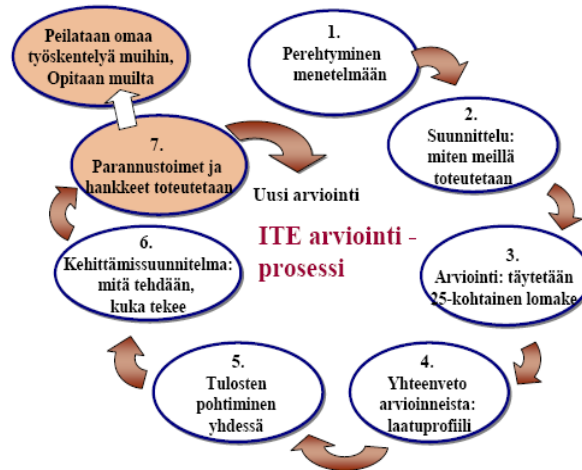 Peilataan omaa
työskentelyä muihin,
Opitaan muilta
1.
Perehtyminen
menetelmään
2.
Suunnittelu:
miten meillä
toteutetaan
3.
Arviointi: täytetään
25-kohtainen lomake
4.
Yhteenveto
arvioinneista:
laatuprofiili
5.
Tulosten
pohtiminen
yhdessä
6.
Kehittämissuunnitelma:
mitä tehdään,
kuka tekee
7.
Parannustoimet ja
hankkeet toteutetaan
Uusi arviointi
ITE arviointi -
prosessi